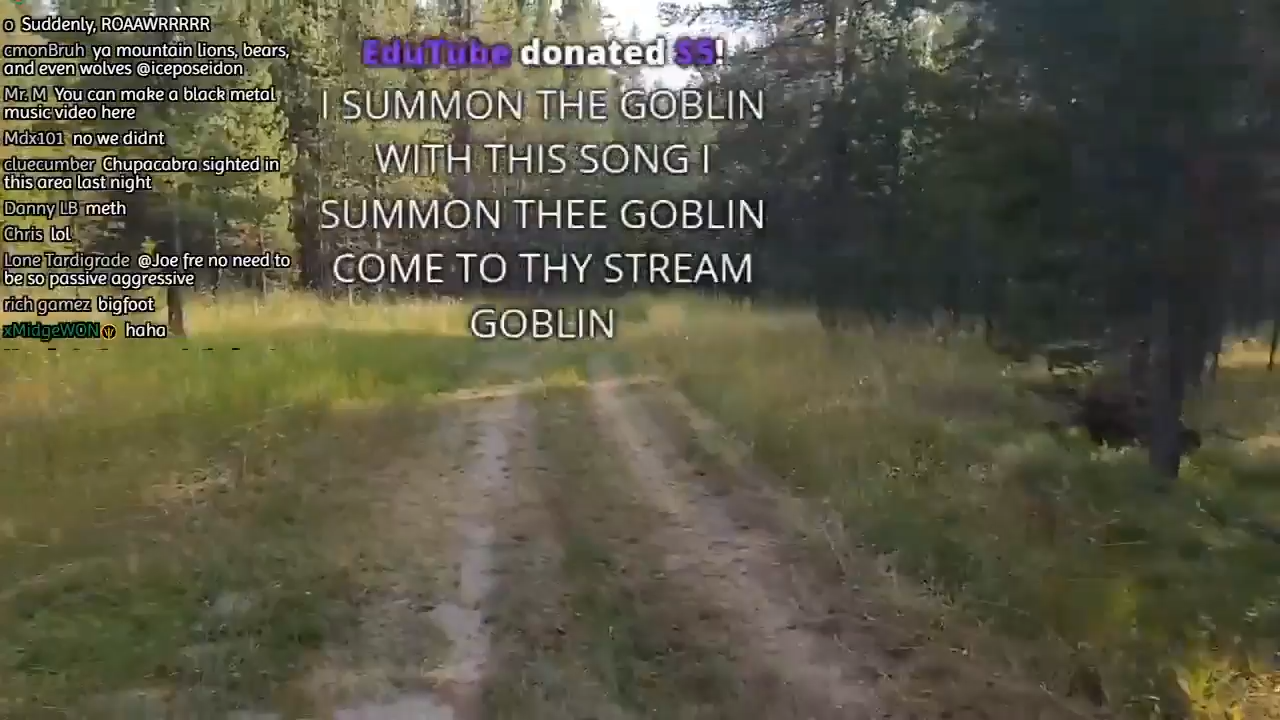 o Suddenly, ROAAWRRRRR
cmonBruh ya mountain lions, bears,
and even wolves @iceposeidon
Mr. M You can make a black metal
music video here
Mdx101 no we didnt
cluecumber Chupacabra sighted in
this area last night
Danny LB meth
Chris lol
Lone Tardigrade @Joe fre no need to
be so passive aggressive
rich gamez bigfoot
xMidgeWON haha
EduTube donated $5!
I SUMMON THE GOBLIN
WITH THIS SONG I
SUMMON THEE GOBLIN
COME TO THY STREAM
GOBLIN